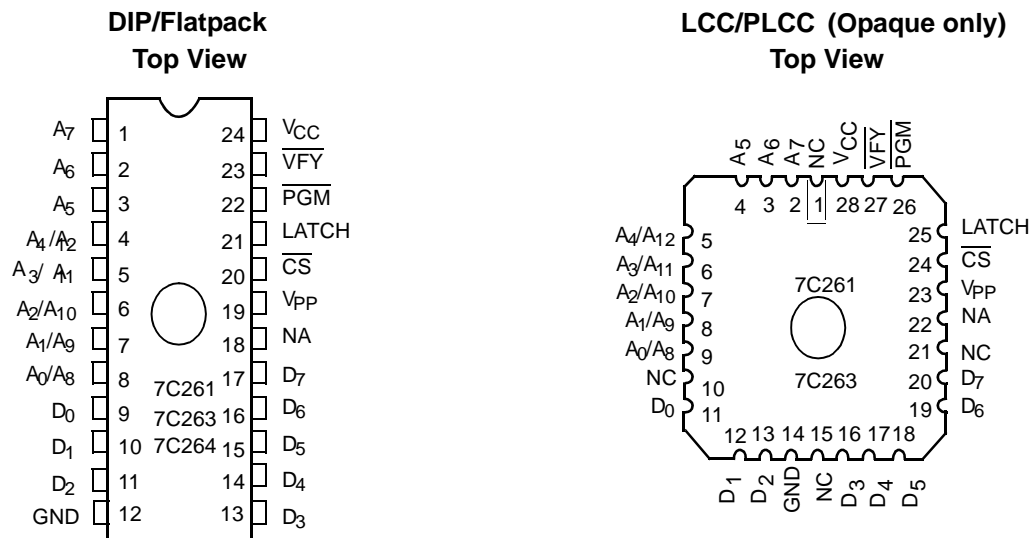 DIP/Flatpack
Top View
A7 1 24 VCC
A6 2 23 VFY
A5 3 22 PGM
A4/A12 4 21 LATCH
A3/A11 5 20 CS
A2/A10 6 19 VPP
A1/A9 7 18 NA
A0/A8 8 17 D7
D0 9 16 D6
D1 10 15 D5
D2 11 14 D4
GND 12 13 D3
7C261
7C263
7C264
LCC/PLCC (Opaque only)
Top View
A5 A6 A7 NC VCC VFY PGM
4 3 2 1 28 27 26
A4/A12 5 25 LATCH
A3/A11 6 24 CS
A2/A10 7 23 VPP
A1/A9 8 22 NA
A0/A8 9 21 NC
NC 10 20 D7
D0 11 19 D6
7C261
7C263
12 13 14 15 16 17 18
D1 D2 GND NC D3 D4 D5